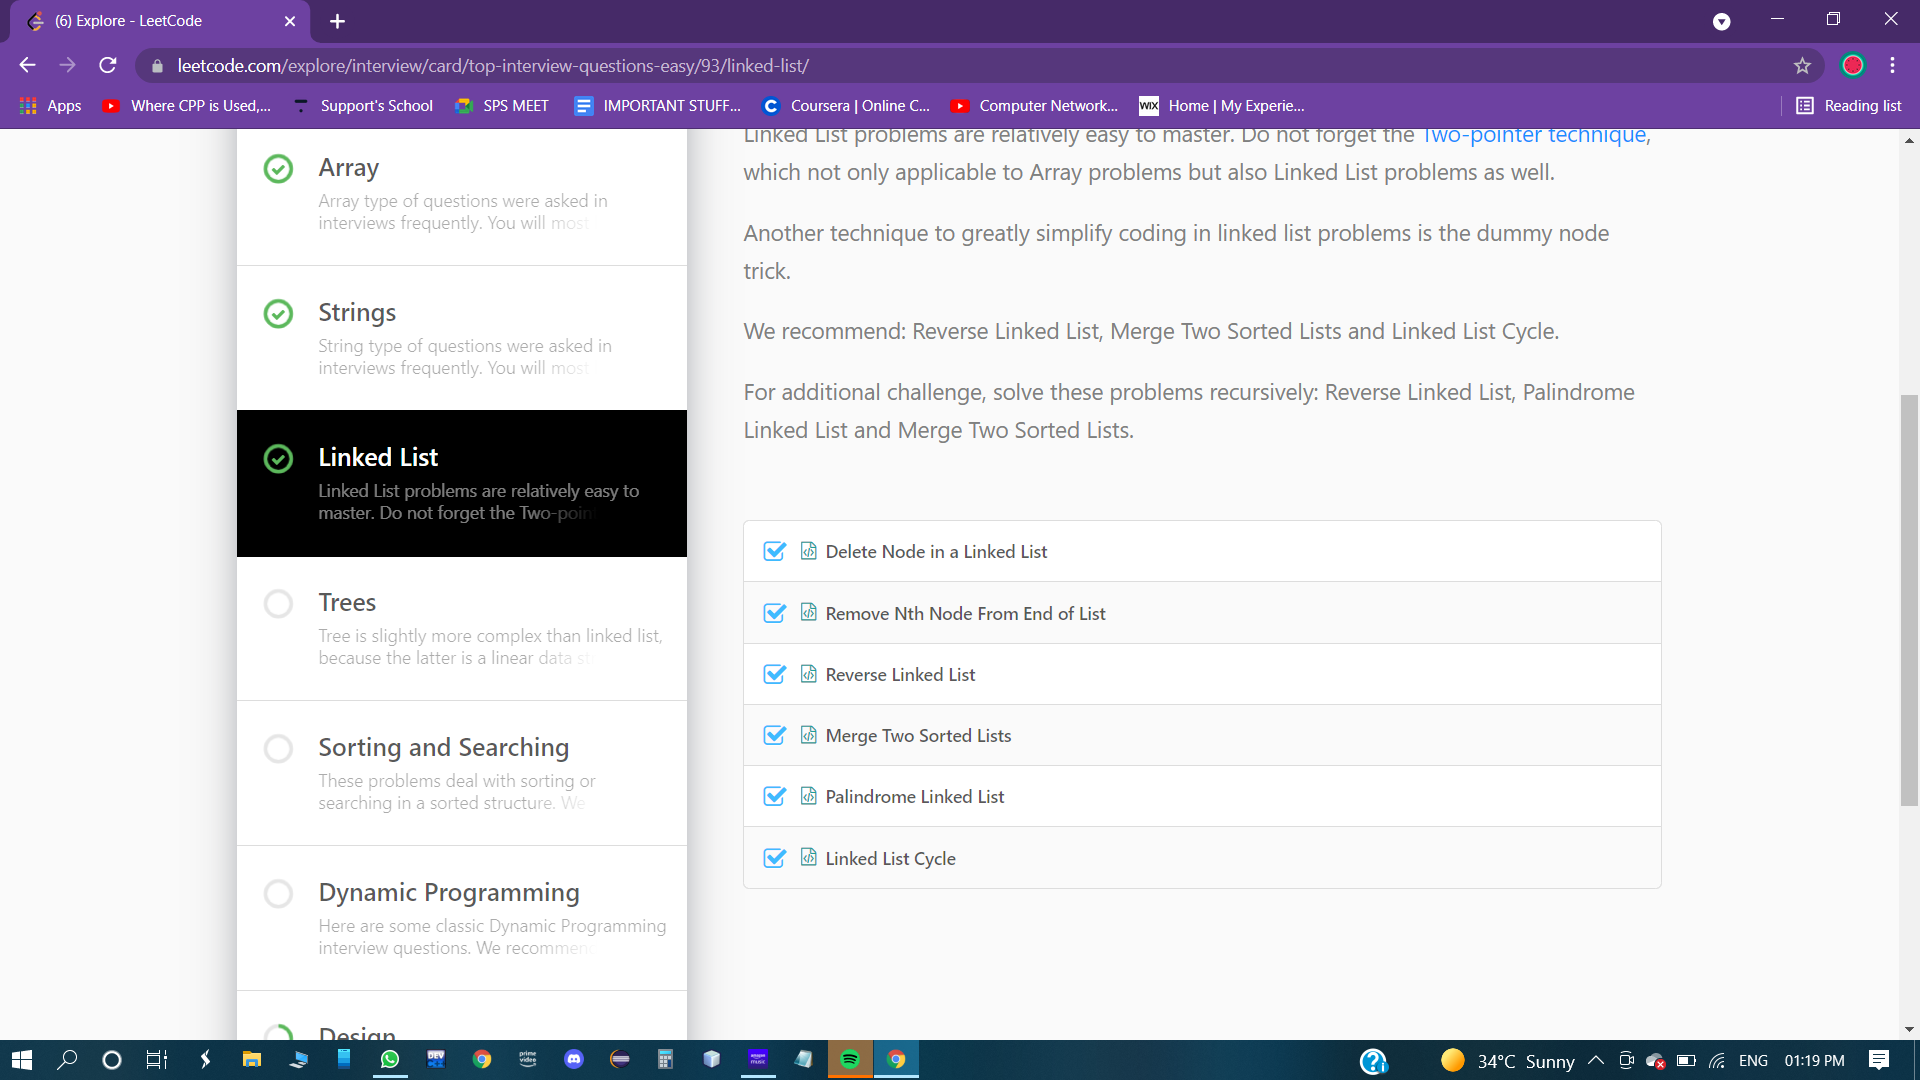 (6) Explore - LeetCode
leetcode.com/explore/interview/card/top-interview-questions-easy/93/linked-list/
Apps
Where CPP is Used,...
Support's School
SPS MEET
IMPORTANT STUFF...
Coursera | Online C...
Computer Network...
WIX
Home | My Experie...
Reading list
Array
Array type of questions were asked in
interviews frequently. You will most
Strings
String type of questions were asked in
interviews frequently. You will most
Linked List
Linked List problems are relatively easy to
master. Do not forget the Two-poin
Trees
Tree is slightly more complex than linked list,
because the latter is a linear data st
Sorting and Searching
These problems deal with sorting or
searching in a sorted structure. We
Dynamic Programming
Here are some classic Dynamic Programming
interview questions. We recommen
Design
Linked List problems are relatively easy to master. Do not forget the Two-pointer technique,
which not only applicable to Array problems but also Linked List problems as well.
Another technique to greatly simplify coding in linked list problems is the dummy node
trick.
We recommend: Reverse Linked List, Merge Two Sorted Lists and Linked List Cycle.
For additional challenge, solve these problems recursively: Reverse Linked List, Palindrome
Linked List and Merge Two Sorted Lists.
Delete Node in a Linked List
Remove Nth Node From End of List
Reverse Linked List
Merge Two Sorted Lists
Palindrome Linked List
Linked List Cycle
DEV
prime
video
amazon
music
34°C Sunny
ENG
01:19 PM